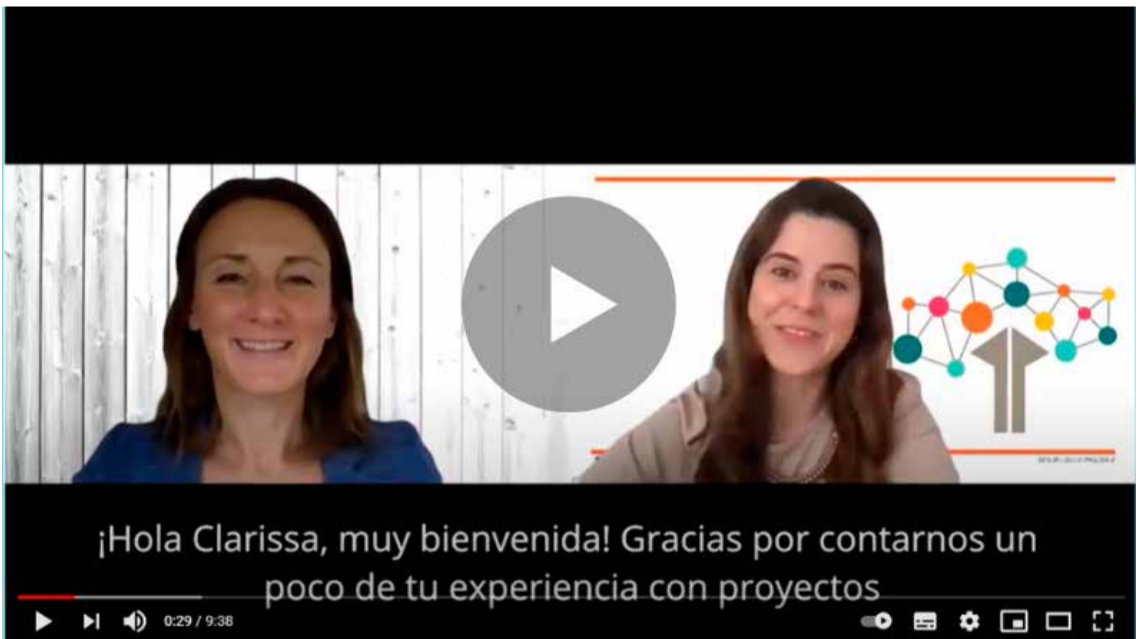 ¡Hola Clarissa, muy bienvenida! Gracias por contarnos un
poco de tu experiencia con proyectos
0:29 / 9:38